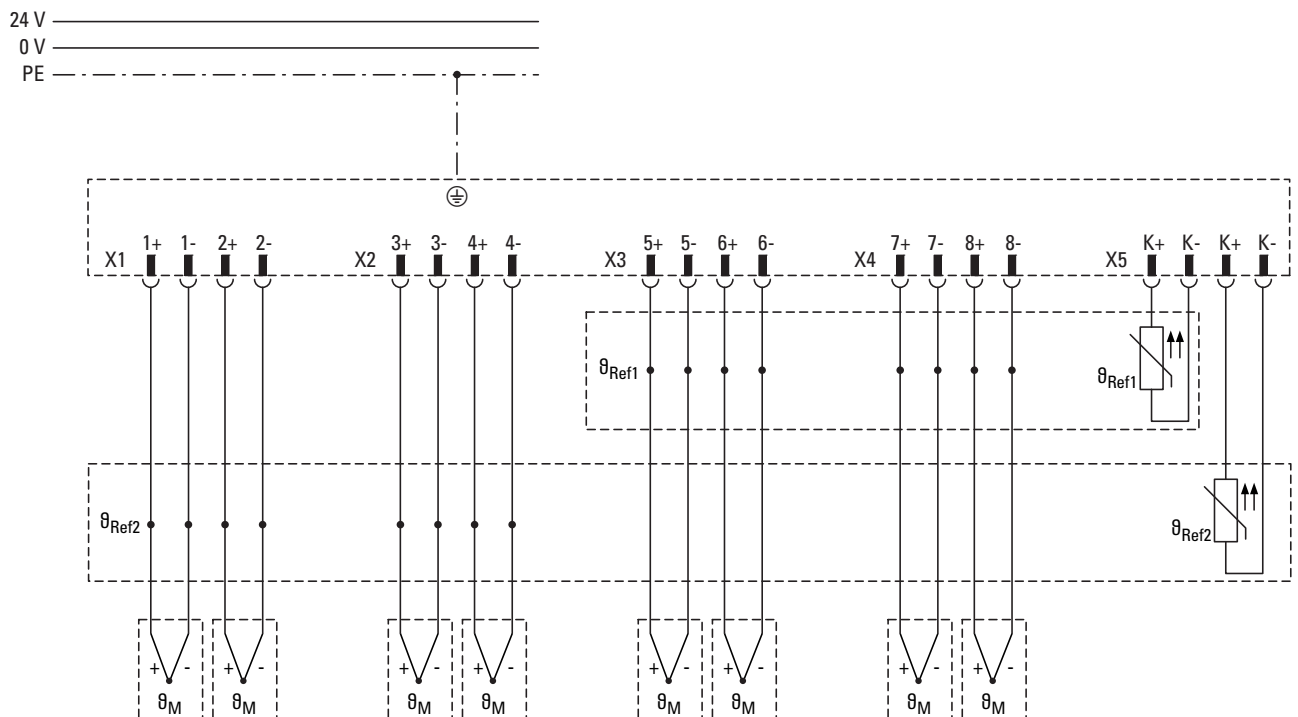 24 V
0 V
PE
X1 1+ 1- 2+ 2- X2 3+ 3- 4+ 4- X3 5+ 5- 6+ 6- X4 7+ 7- 8+ 8- X5 K+ K- K+ K-
ϑRef1 ϑRef1
ϑRef2 ϑRef2
+ - + - + - + - + - + - + - + -
ϑM ϑM ϑM ϑM ϑM ϑM ϑM ϑM